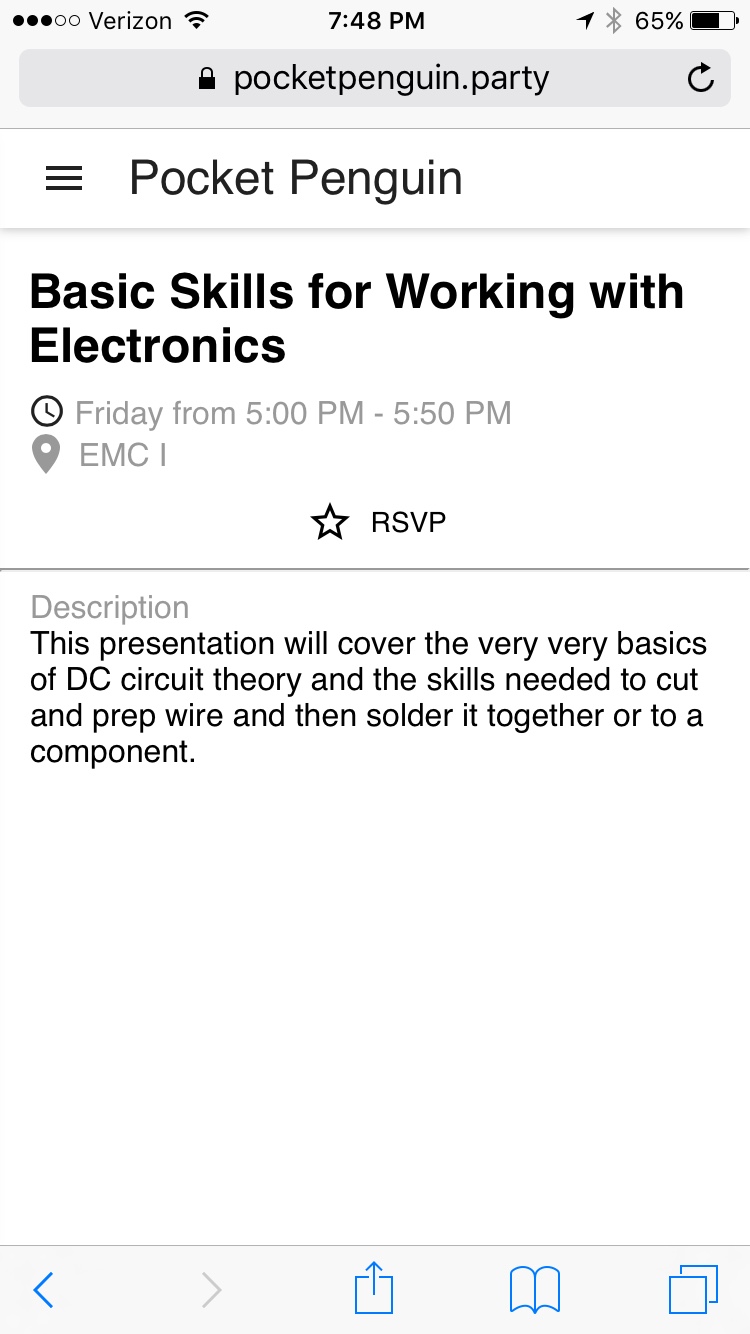 Verizon 7:48 PM 65%
pocketpenguin.party
Pocket Penguin
Basic Skills for Working with
Electronics
Friday from 5:00 PM - 5:50 PM
EMC I
RSVP
Description
This presentation will cover the very very basics
of DC circuit theory and the skills needed to cut
and prep wire and then solder it together or to a
component.